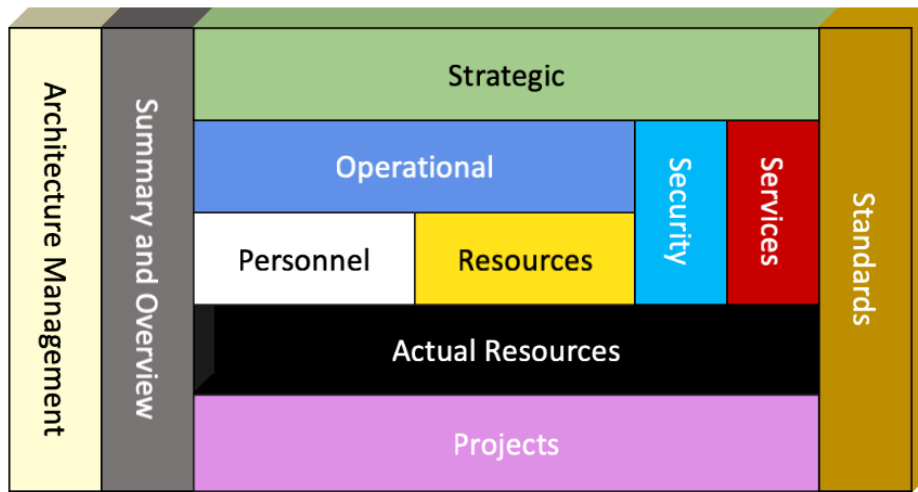 Architecture Management
Summary and Overview
Strategic
Operational
Security
Services
Personnel
Resources
Actual Resources
Projects
Standards